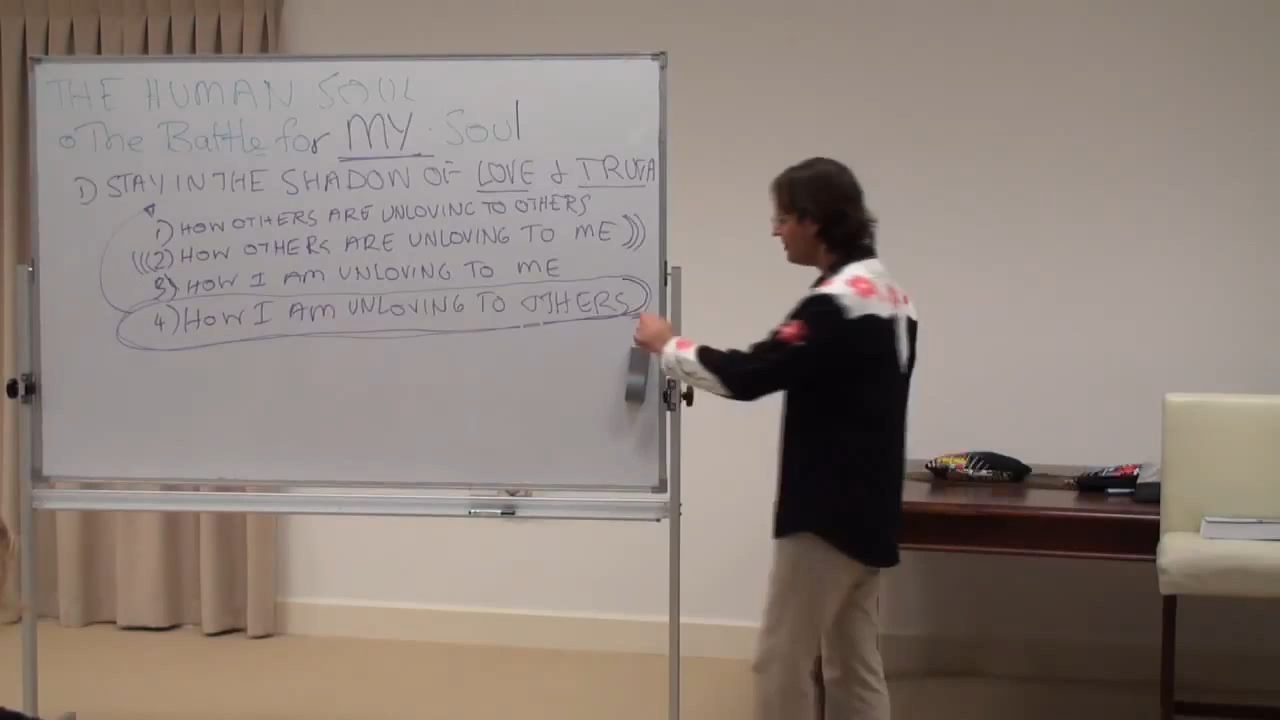 THE HUMAN SOUL
The Battle for MY Soul
1) STAY IN THE SHADOW OF LOVE & TRUTH
1) HOW OTHERS ARE UNLOVING TO OTHERS
(((2) HOW OTHERS ARE UNLOVING TO ME)))
3) HOW I AM UNLOVING TO ME
4) HOW I AM UNLOVING TO OTHERS